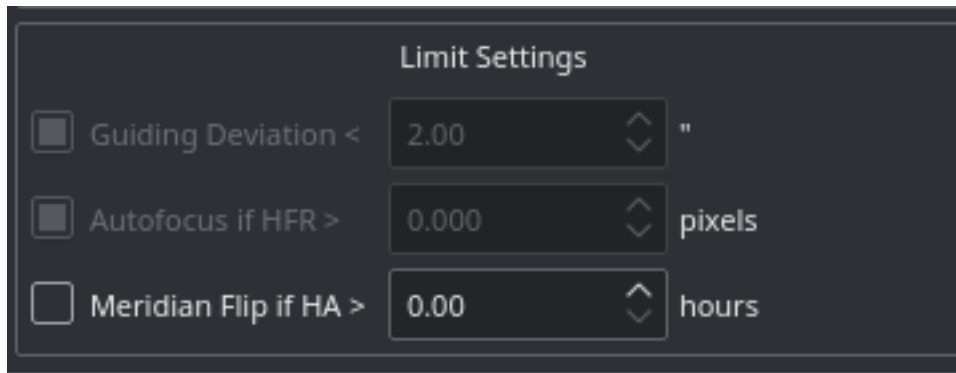 Limit Settings
Guiding Deviation < 2.00 "
Autofocus if HFR > 0.000 pixels
Meridian Flip if HA > 0.00 hours